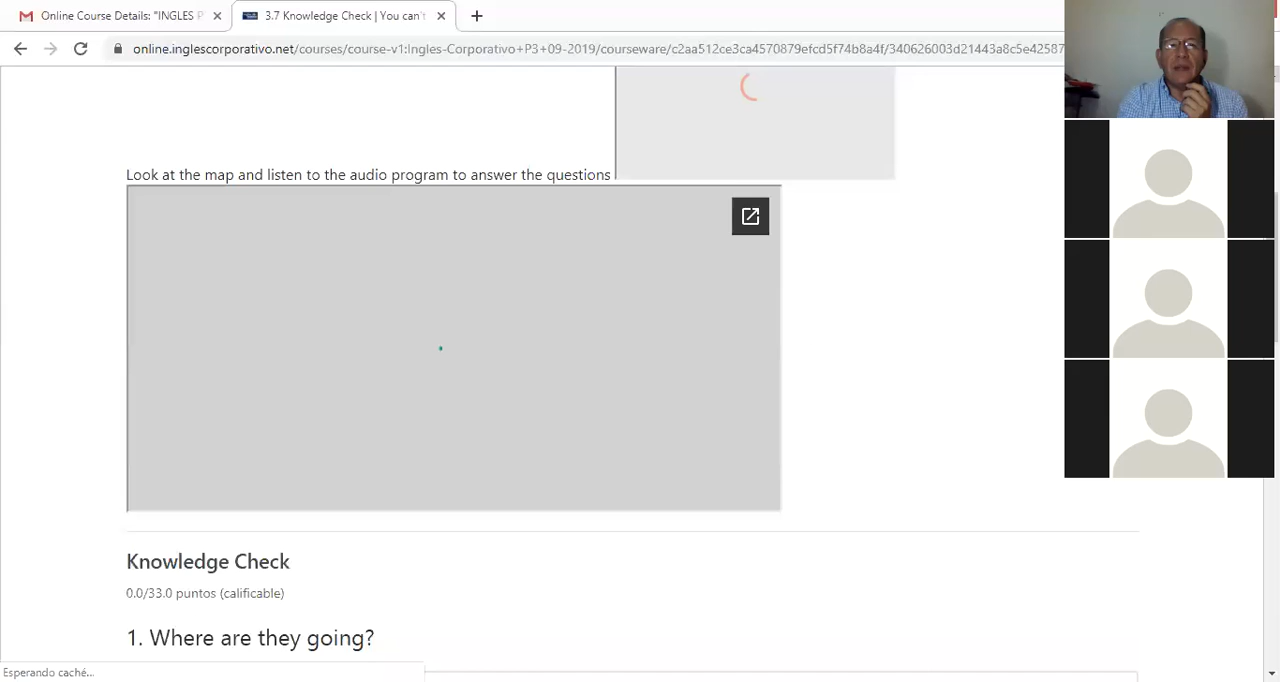 Online Course Details: "INGLES P
3.7 Knowledge Check | You can't
online.inglescorporativo.net/courses/course-v1:Ingles-Corporativo+P3+09-2019/courseware/c2aa512ce3ca4570879efcd5f74b8a4f/340626003d21443a8c5e42587
Look at the map and listen to the audio program to answer the questions
Knowledge Check
0.0/33.0 puntos (calificable)
1. Where are they going?
Esperando caché...